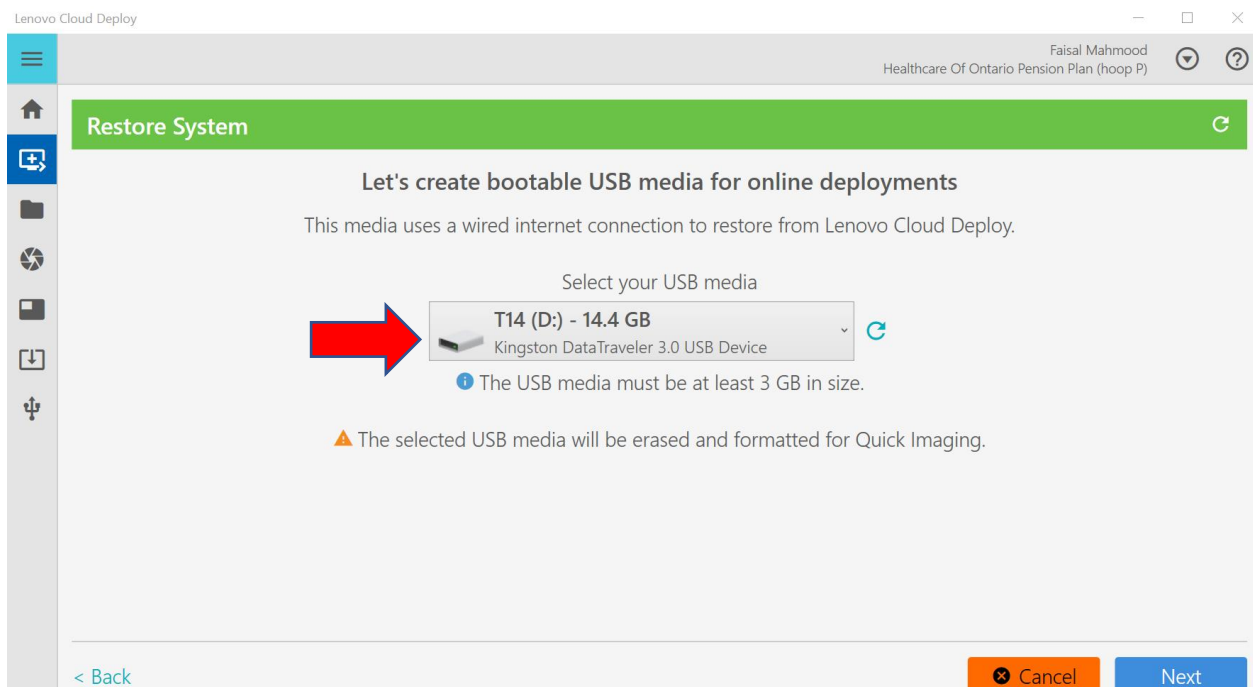 Lenovo Cloud Deploy
Faisal Mahmood
Healthcare Of Ontario Pension Plan (hoop P)
Restore System
Let's create bootable USB media for online deployments
This media uses a wired internet connection to restore from Lenovo Cloud Deploy.
Select your USB media
T14 (D:) - 14.4 GB
Kingston DataTraveler 3.0 USB Device
The USB media must be at least 3 GB in size.
The selected USB media will be erased and formatted for Quick Imaging.
< Back
Cancel
Next